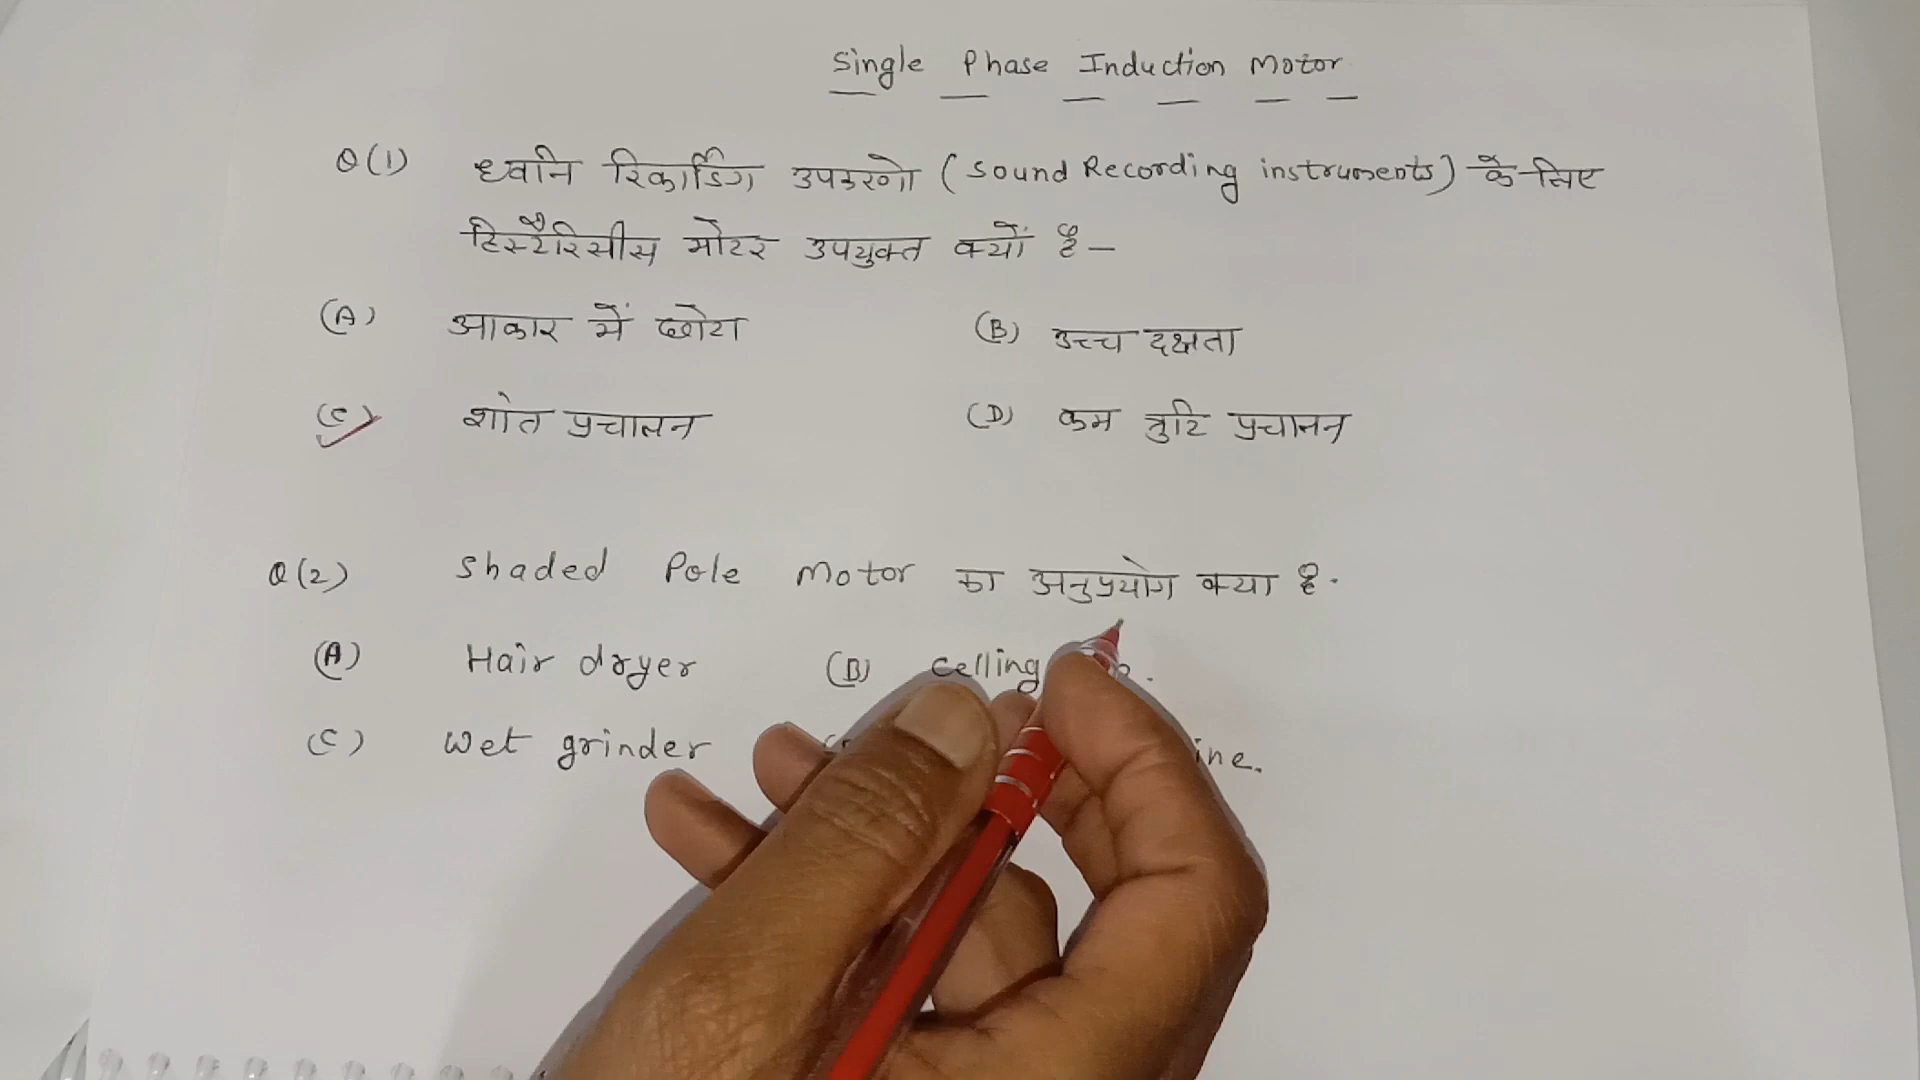 Single Phase Induction Motor
Q(1) ध्वनि रिकार्डिंग उपकरणो (Sound Recording instruments) के लिए
हिस्टैरिसीस मोटर उपयुक्त क्यों है –
(A) आकार में छोटा (B) उच्च दक्षता
(C) शांत प्रचालन (D) कम त्रुटि प्रचालन
Q(2) Shaded Pole Motor का अनुप्रयोग क्या है.
(A) Hair dryer (B) Celling
(C) Wet grinder